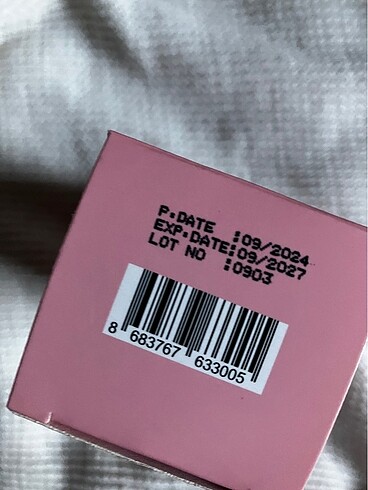 P.DATE :09/2024
EXP.DATE:09/2027
LOT NO :0903
8 683767 633005